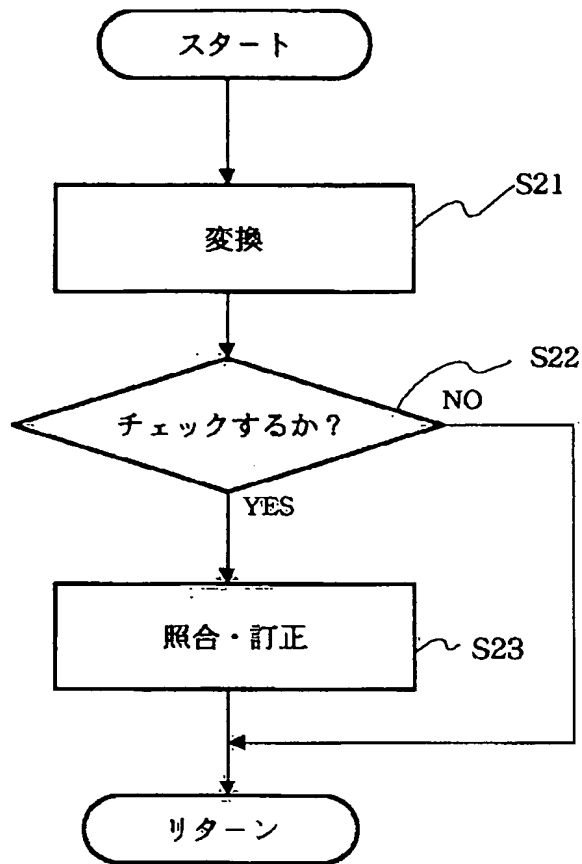 スタート
S21
変換
S22
チェックするか？
NO
YES
照合・訂正
S23
リターン